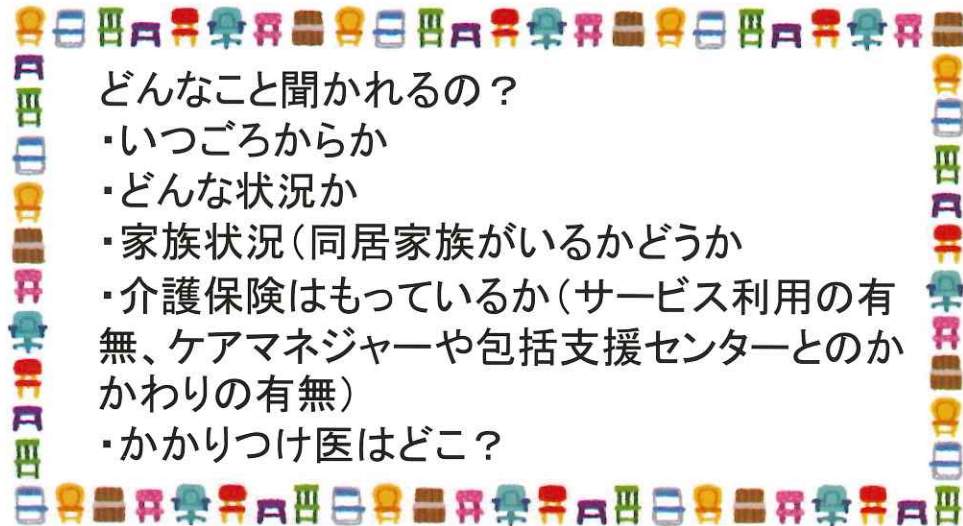 どんなこと聞かれるの？
・いつごろからか
・どんな状況か
・家族状況（同居家族がいるかどうか
・介護保険はもっているか（サービス利用の有
無、ケアマネジャーや包括支援センターとのか
かわりの有無）
・かかりつけ医はどこ？